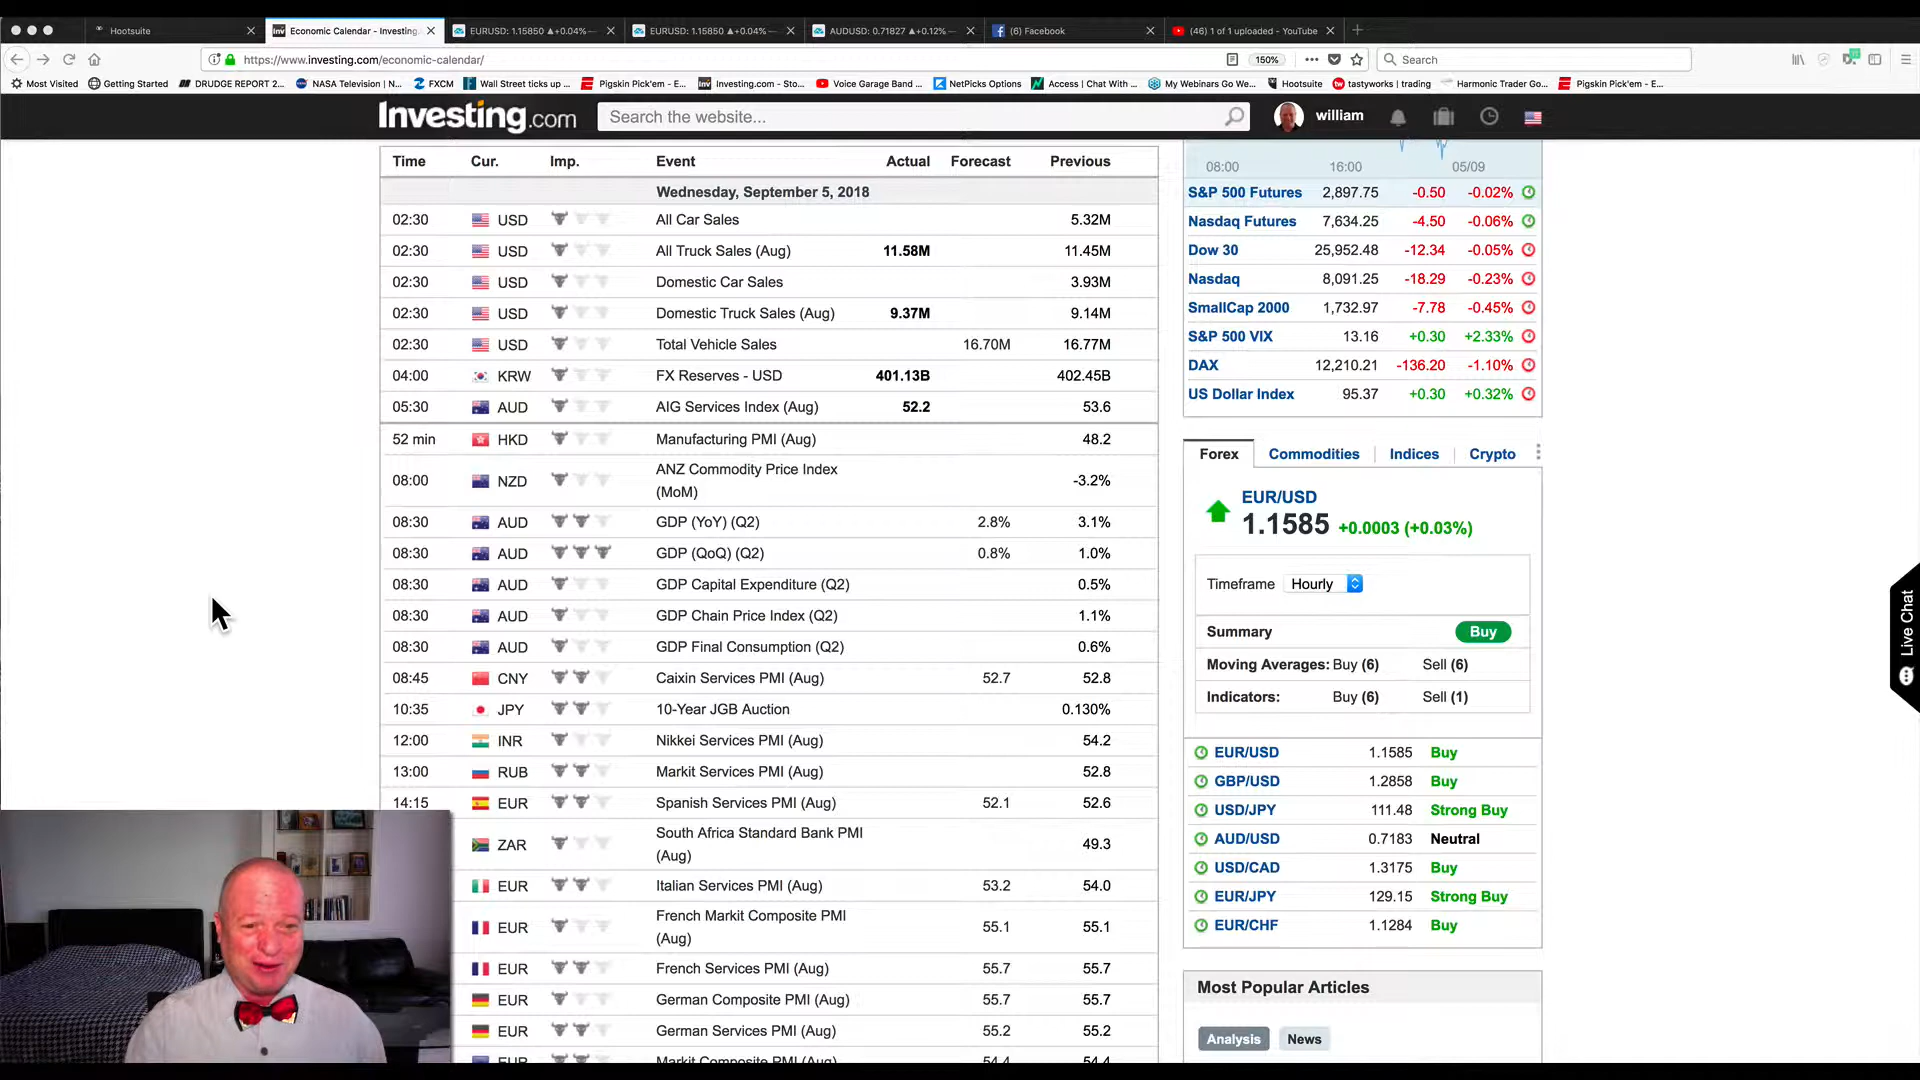 Hootsuite
Economic Calendar - Investing.
EURUSD: 1.15850 ▲+0.04% —
EURUSD: 1.15850 ▲+0.04% —
AUDUSD: 0.71827 ▲+0.12% —
(6) Facebook
(46) 1 of 1 uploaded - YouTube
https://www.investing.com/economic-calendar/
150%
Search
Most Visited
Getting Started
DRUDGE REPORT 2...
NASA Television | N...
FXCM
Wall Street ticks up ...
Pigskin Pick'em - E...
Investing.com - Sto...
Voice Garage Band ...
NetPicks Options
Access | Chat With ...
My Webinars Go We...
Hootsuite
tastyworks | trading
Harmonic Trader Go...
Pigskin Pick'em - E...
Investing.com
Search the website...
william
Time Cur. Imp. Event Actual Forecast Previous
Wednesday, September 5, 2018
02:30 USD All Car Sales 5.32M
02:30 USD All Truck Sales (Aug) 11.58M 11.45M
02:30 USD Domestic Car Sales 3.93M
02:30 USD Domestic Truck Sales (Aug) 9.37M 9.14M
02:30 USD Total Vehicle Sales 16.70M 16.77M
04:00 KRW FX Reserves - USD 401.13B 402.45B
05:30 AUD AIG Services Index (Aug) 52.2 53.6
52 min HKD Manufacturing PMI (Aug) 48.2
08:00 NZD ANZ Commodity Price Index
(MoM) -3.2%
08:30 AUD GDP (YoY) (Q2) 2.8% 3.1%
08:30 AUD GDP (QoQ) (Q2) 0.8% 1.0%
08:30 AUD GDP Capital Expenditure (Q2) 0.5%
08:30 AUD GDP Chain Price Index (Q2) 1.1%
08:30 AUD GDP Final Consumption (Q2) 0.6%
08:45 CNY Caixin Services PMI (Aug) 52.7 52.8
10:35 JPY 10-Year JGB Auction 0.130%
12:00 INR Nikkei Services PMI (Aug) 54.2
13:00 RUB Markit Services PMI (Aug) 52.8
14:15 EUR Spanish Services PMI (Aug) 52.1 52.6
ZAR South Africa Standard Bank PMI
(Aug) 49.3
EUR Italian Services PMI (Aug) 53.2 54.0
EUR French Markit Composite PMI
(Aug) 55.1 55.1
EUR French Services PMI (Aug) 55.7 55.7
EUR German Composite PMI (Aug) 55.7 55.7
EUR German Services PMI (Aug) 55.2 55.2
EUR Markit Composite PMI (Aug) 54.4 54.4
08:00 16:00 05/09
S&P 500 Futures 2,897.75 -0.50 -0.02%
Nasdaq Futures 7,634.25 -4.50 -0.06%
Dow 30 25,952.48 -12.34 -0.05%
Nasdaq 8,091.25 -18.29 -0.23%
SmallCap 2000 1,732.97 -7.78 -0.45%
S&P 500 VIX 13.16 +0.30 +2.33%
DAX 12,210.21 -136.20 -1.10%
US Dollar Index 95.37 +0.30 +0.32%
Forex Commodities Indices Crypto
EUR/USD
1.1585 +0.0003 (+0.03%)
Timeframe Hourly
Summary Buy
Moving Averages: Buy (6) Sell (6)
Indicators: Buy (6) Sell (1)
EUR/USD 1.1585 Buy
GBP/USD 1.2858 Buy
USD/JPY 111.48 Strong Buy
AUD/USD 0.7183 Neutral
USD/CAD 1.3175 Buy
EUR/JPY 129.15 Strong Buy
EUR/CHF 1.1284 Buy
Most Popular Articles
Analysis News
Live Chat